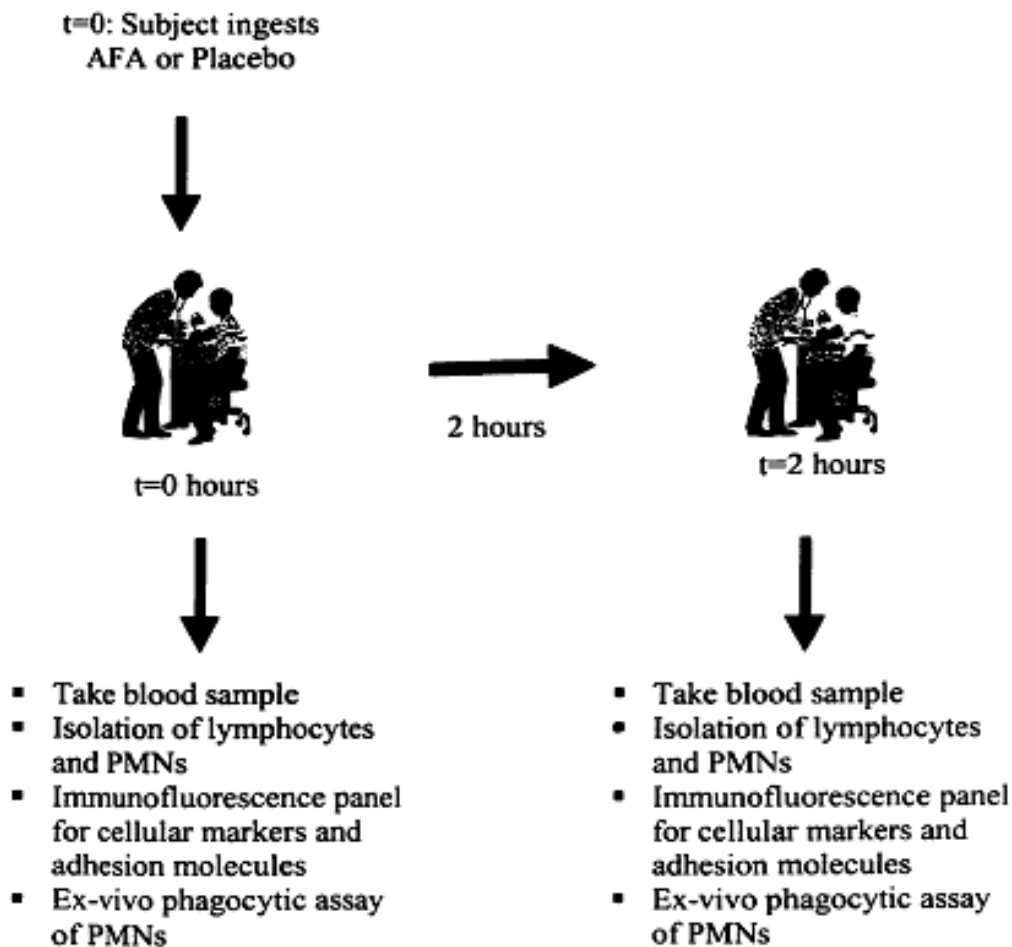 t=0: Subject ingests
AFA or Placebo
2 hours
t=0 hours
t=2 hours
▪ Take blood sample
▪ Isolation of lymphocytes
and PMNs
▪ Immunofluorescence panel
for cellular markers and
adhesion molecules
▪ Ex-vivo phagocytic assay
of PMNs
▪ Take blood sample
▪ Isolation of lymphocytes
and PMNs
▪ Immunofluorescence panel
for cellular markers and
adhesion molecules
▪ Ex-vivo phagocytic assay
of PMNs